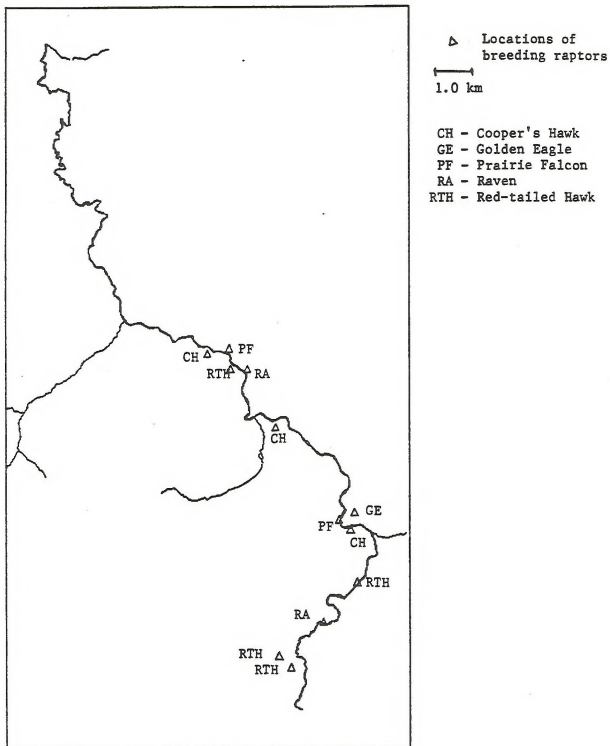 Locations of
breeding raptors
1.0 km
CH - Cooper's Hawk
GE - Golden Eagle
PF - Prairie Falcon
RA - Raven
RTH - Red-tailed Hawk
PF
CH
RTH
RA
CH
GE
PF
CH
RTH
RA
RTH
RTH